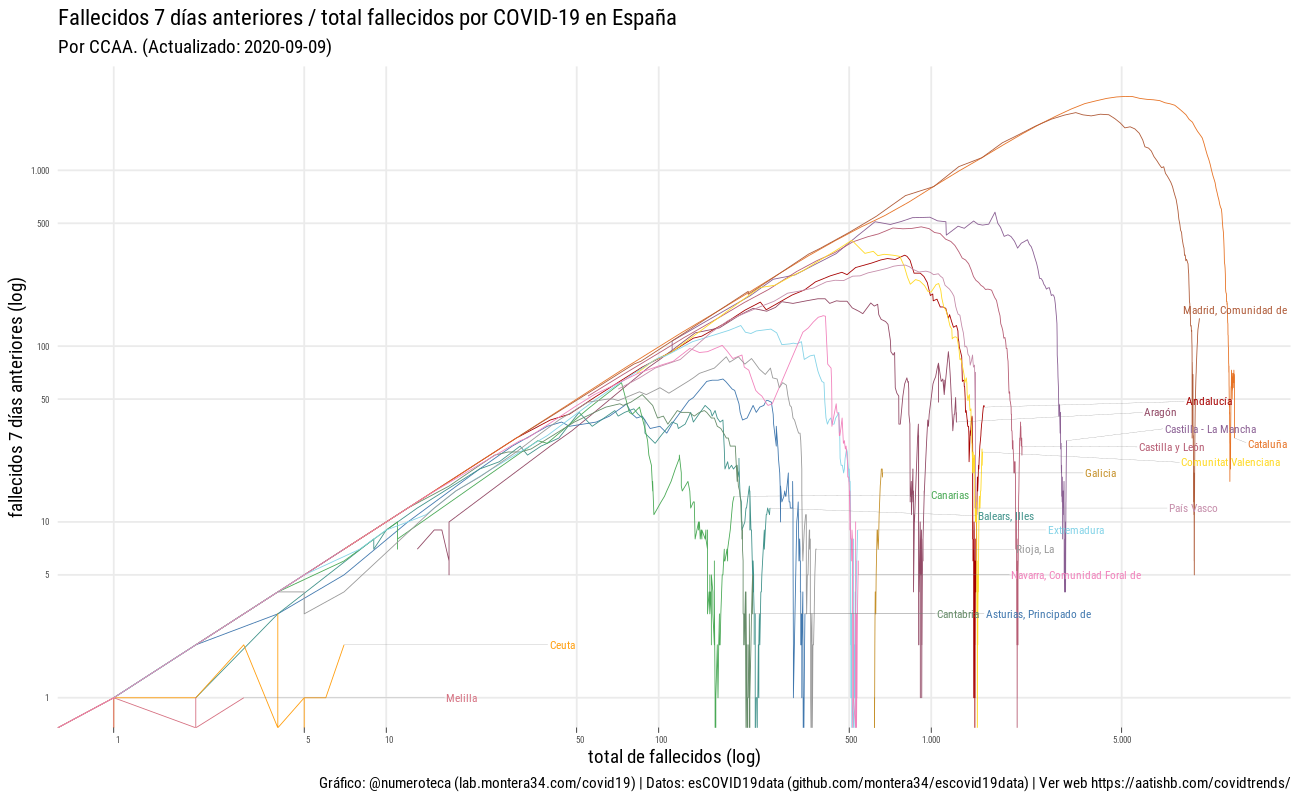 Fallecidos 7 días anteriores / total fallecidos por COVID-19 en España
Por CCAA. (Actualizado: 2020-09-09)
fallecidos 7 días anteriores (log)
1.000
500
100
50
10
5
1
Madrid, Comunidad de
Andalucía
Aragón
Castilla - La Mancha
Cataluña
Castilla y León
Comunitat Valenciana
Galicia
Canarias
País Vasco
Balears, Illes
Extremadura
Rioja, La
Navarra, Comunidad Foral de
Cantabria
Asturias, Principado de
Ceuta
Melilla
1
5
10
50
100
500
1.000
5.000
total de fallecidos (log)
Gráfico: @numeroteca (lab.montera34.com/covid19) | Datos: esCOVID19data (github.com/montera34/escovid19data) | Ver web https://aatishb.com/covidtrends/